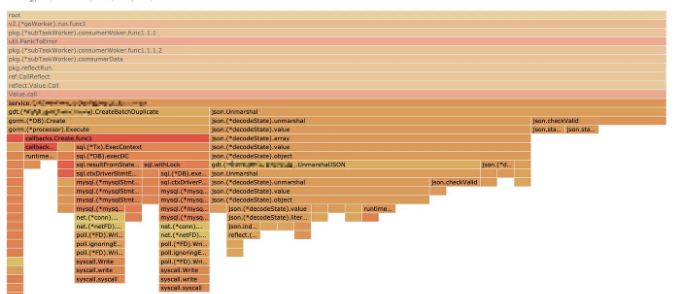 root
v2.(*goWorker).run.func1
pkg.(*subTaskWorker).consumerWoker.func1.1.1
util.PanicToError
pkg.(*subTaskWorker).consumerWoker.func1.1.2
pkg.(*subTaskWorker).comsumerData
pkg.reflectRun
ref.CallReflect
reflect.Value.Call
Value.call
service.
gdt.(* CreateBatchDuplicate json.Unmarshal
gorm.(*DB).Create json.(*decodeState).unmarshal json.checkValid
gorm.(*processor).Execute json.(*decodeState).value json.sta... json.(*sta...
callbacks.Create.func1 json.(*decodeState).array
callback... sql.(*Tx).ExecContext json.(*decodeState).value
runtime... sql.(*DB).execDC json.(*decodeState).object
sql.resultFromState... sql.withLock gdt.(* .UnmarshalJSON json.(*d...
sql.ctxDriverStmtE... sql.(*DB).exe... json.Unmarshal
mysql.(*mysqlStmt... sql.ctxDriverP... json.(*decodeState).unmarshal json.checkValid
mysql.(*mysqlStmt... mysql.(*mysq... json.(*decodeState).value
mysql.(*mysqlStmt... mysql.(*mysq... json.(*decodeState).object
mysql.(*mysq... mysql.(*mysq... json.(*decodeState).value runtime...
net.(*conn).... net.(*conn).... json.(*decodeState).liter...
net.(*netFD).... net.(*netFD).... json.ind...
poll.(*FD).Wri... poll.(*FD).Wri... reflect.(...
poll.ignoringE... poll.ignoringE...
poll.(*FD).Wri... poll.(*FD).Wri...
syscall.Write syscall.Write
syscall.write syscall.write
syscall.syscall syscall.syscall